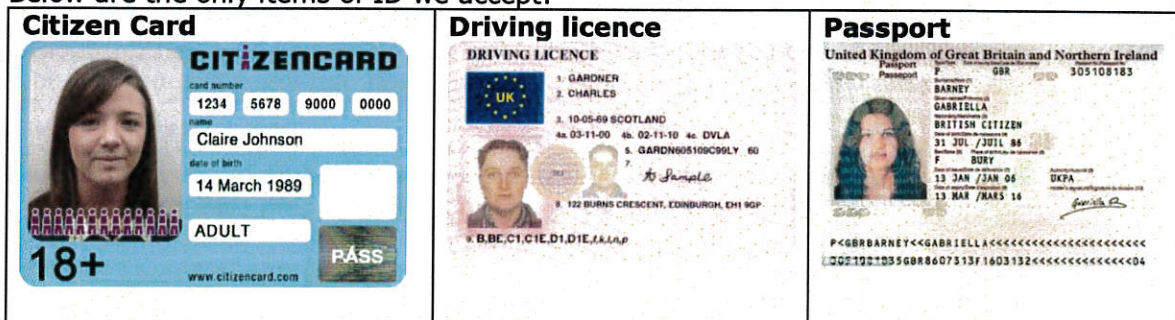 Below are the only items of ID we accept:
Citizen Card
CITIZENCARD
card number
1234 5678 9000 0000
name
Claire Johnson
date of birth
14 March 1989
ADULT
18+
PASS
www.citizencard.com
Driving licence
DRIVING LICENCE
UK
1. GARDNER
2. CHARLES
3. 10-05-69 SCOTLAND
4a. 03-11-00 4b. 02-11-10 4c. DVLA
5. GARDN605109C99LY 60
7.
Sample
8. 122 BURNS CRESCENT, EDINBURGH, EH1 9GP
9. B,BE,C1,C1E,D1,D1E,f,k,l,n,p
Passport
United Kingdom of Great Britain and Northern Ireland
Passport
Passeport
P GBR 305108183
BARNEY
GABRIELLA
BRITISH CITIZEN
31 JUL /JUIL 86
F BURY
13 JAN /JAN 06 UKPA
13 MAR /MARS 16
P<GBRBARNEY<<GABRIELLA<<<<<<<<<<<<<<<<<<<<<<